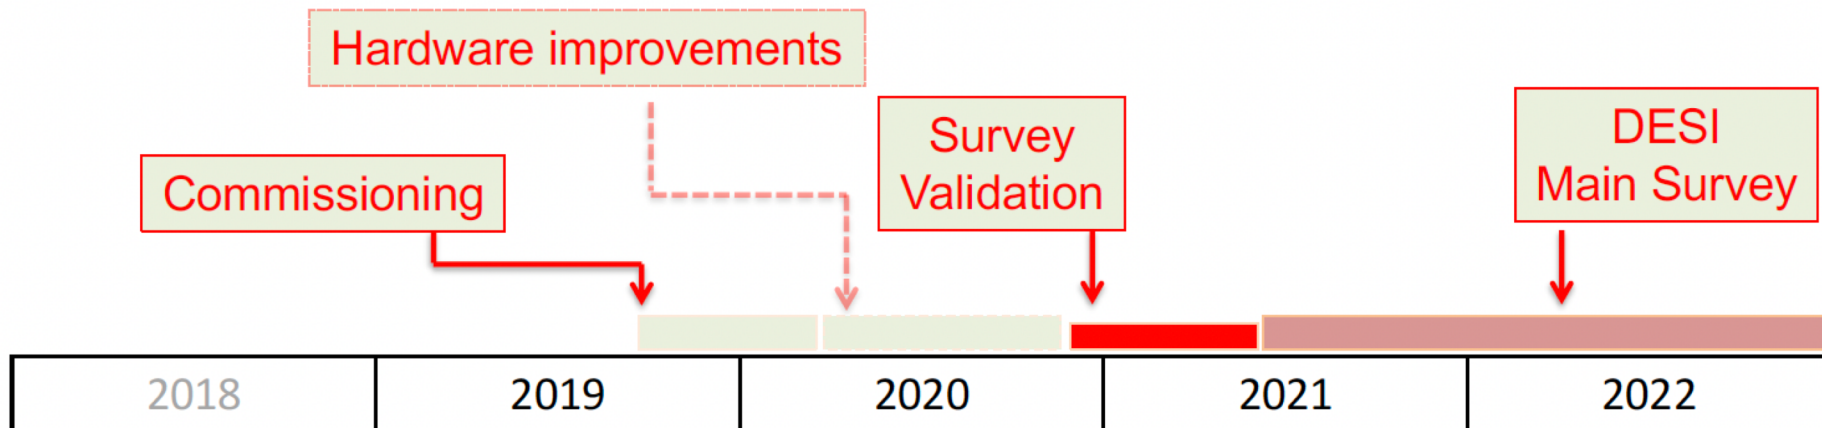 Hardware improvements
Commissioning
Survey
Validation
DESI
Main Survey
2018
2019
2020
2021
2022